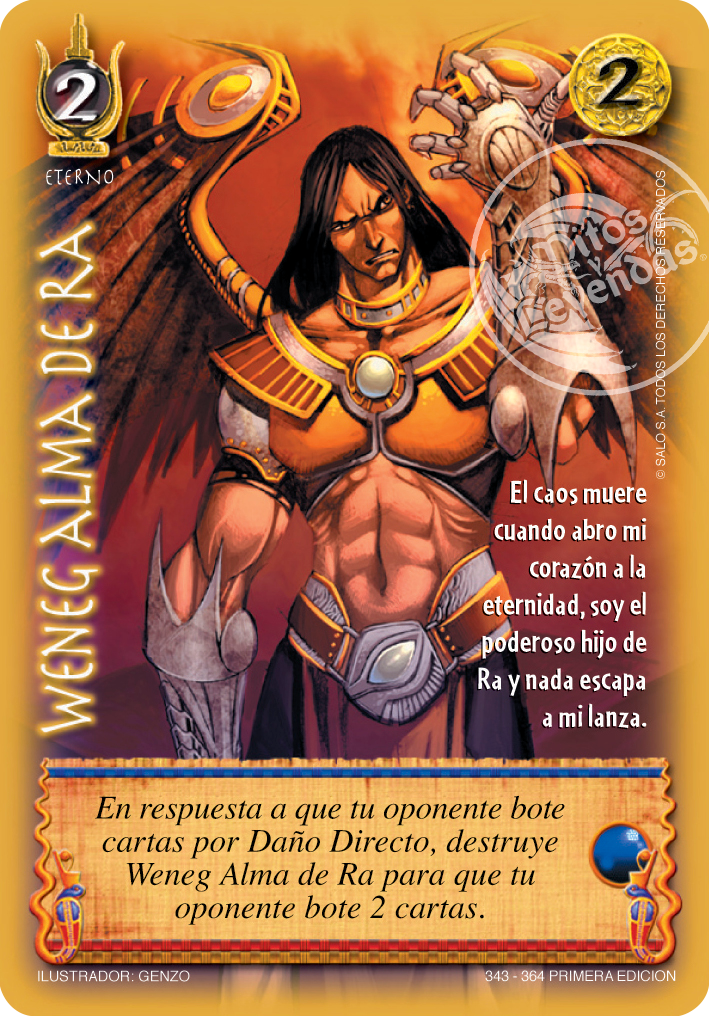 2
2
ETERNO
WENEG ALMA DE RA
mitos
y
leyendas
®
© SALO S.A. TODOS LOS DERECHOS RESERVADOS
El caos muere
cuando abro mi
corazón a la
eternidad, soy el
poderoso hijo de
Ra y nada escapa
a mi lanza.
En respuesta a que tu oponente bote
cartas por Daño Directo, destruye
Weneg Alma de Ra para que tu
oponente bote 2 cartas.
ILUSTRADOR: GENZO
343 - 364 PRIMERA EDICION